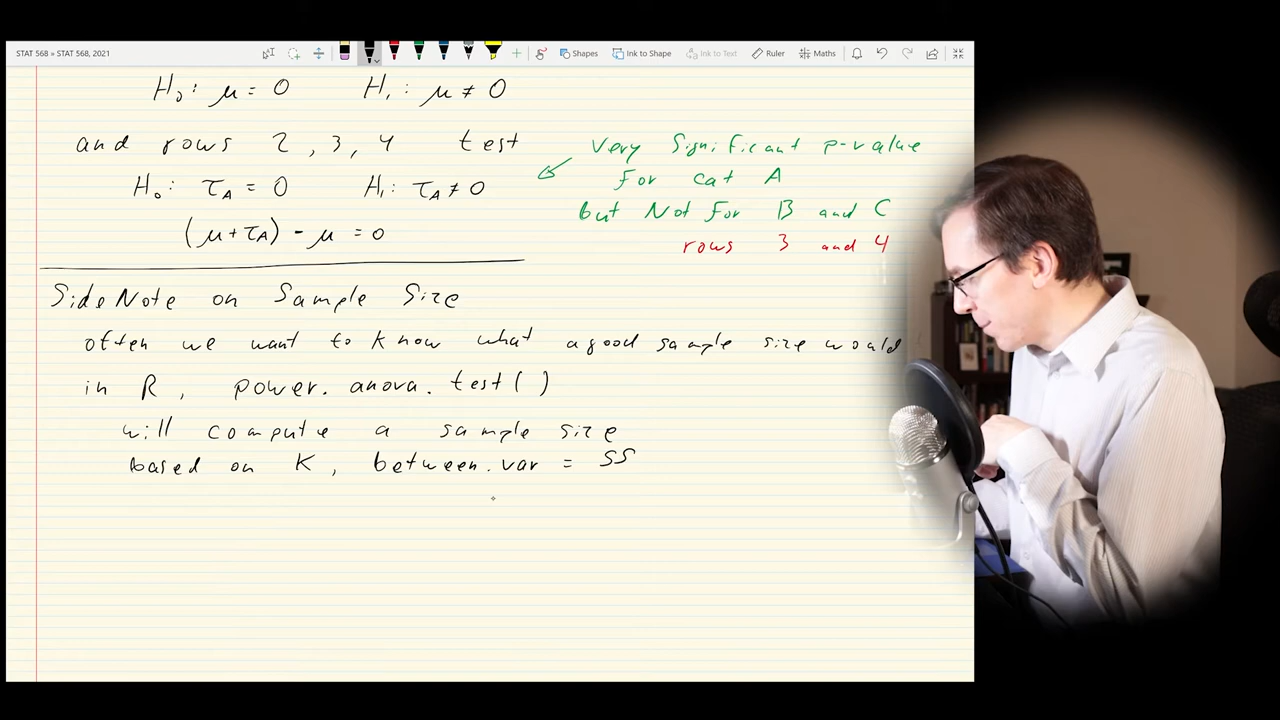 STAT 568 » STAT 568, 2021
Shapes
Ink to Shape
Ink to Text
Ruler
Maths
H₀: μ = 0 H₁: μ ≠ 0
and rows 2, 3, 4 test
H₀: τ_A = 0 H₁: τ_A ≠ 0
(μ + τ_A) - μ = 0
very significant p-value
for cat A
but Not for B and C
rows 3 and 4
SideNote on Sample Size
often we want to know what a good sample size would
in R, power.anova.test( )
will compute a sample size
based on K, between.var = SS